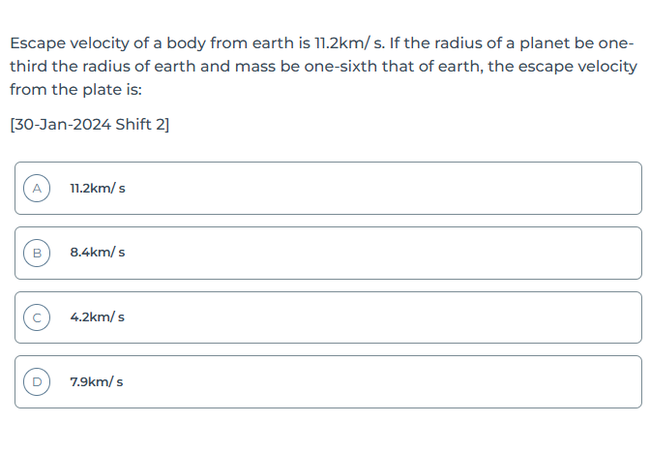 Escape velocity of a body from earth is 11.2km/ s. If the radius of a planet be one-
third the radius of earth and mass be one-sixth that of earth, the escape velocity
from the plate is:
[30-Jan-2024 Shift 2]
A 11.2km/ s
B 8.4km/ s
C 4.2km/ s
D 7.9km/ s